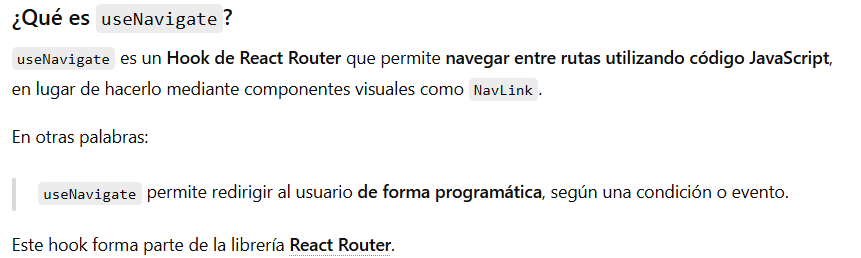 ¿Qué es useNavigate?
useNavigate es un Hook de React Router que permite navegar entre rutas utilizando código JavaScript,
en lugar de hacerlo mediante componentes visuales como NavLink.
En otras palabras:
useNavigate permite redirigir al usuario de forma programática, según una condición o evento.
Este hook forma parte de la librería React Router.